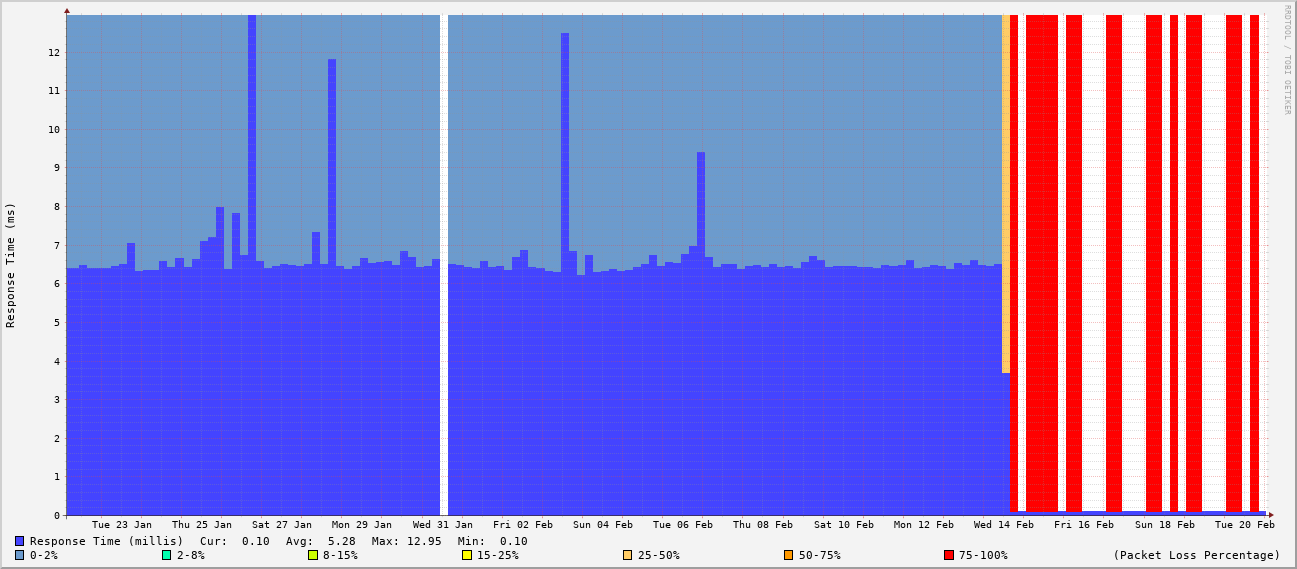 RRDTOOL / TOBI OETIKER
Response Time (ms)
12
11
10
9
8
7
6
5
4
3
2
1
0
Tue 23 Jan Thu 25 Jan Sat 27 Jan Mon 29 Jan Wed 31 Jan Fri 02 Feb Sun 04 Feb Tue 06 Feb Thu 08 Feb Sat 10 Feb Mon 12 Feb Wed 14 Feb Fri 16 Feb Sun 18 Feb Tue 20 Feb
Response Time (millis) Cur: 0.10 Avg: 5.28 Max: 12.95 Min: 0.10
0-2% 2-8% 8-15% 15-25% 25-50% 50-75% 75-100% (Packet Loss Percentage)